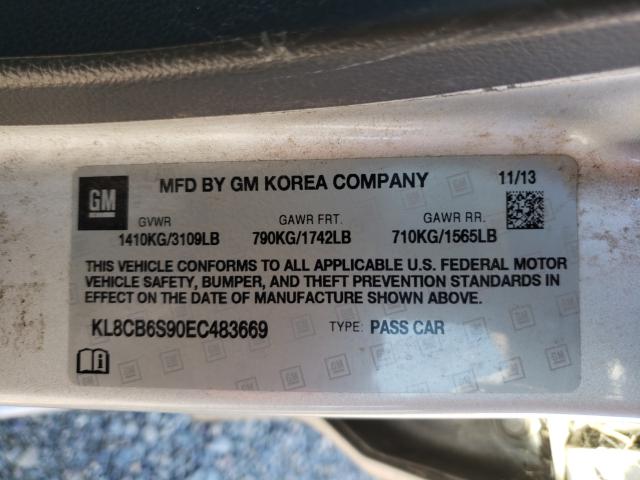 GM
MFD BY GM KOREA COMPANY 11/13
GVWR GAWR FRT. GAWR RR.
1410KG/3109LB 790KG/1742LB 710KG/1565LB
THIS VEHICLE CONFORMS TO ALL APPLICABLE U.S. FEDERAL MOTOR
VEHICLE SAFETY, BUMPER, AND THEFT PREVENTION STANDARDS IN
EFFECT ON THE DATE OF MANUFACTURE SHOWN ABOVE.
KL8CB6S90EC483669 TYPE: PASS CAR